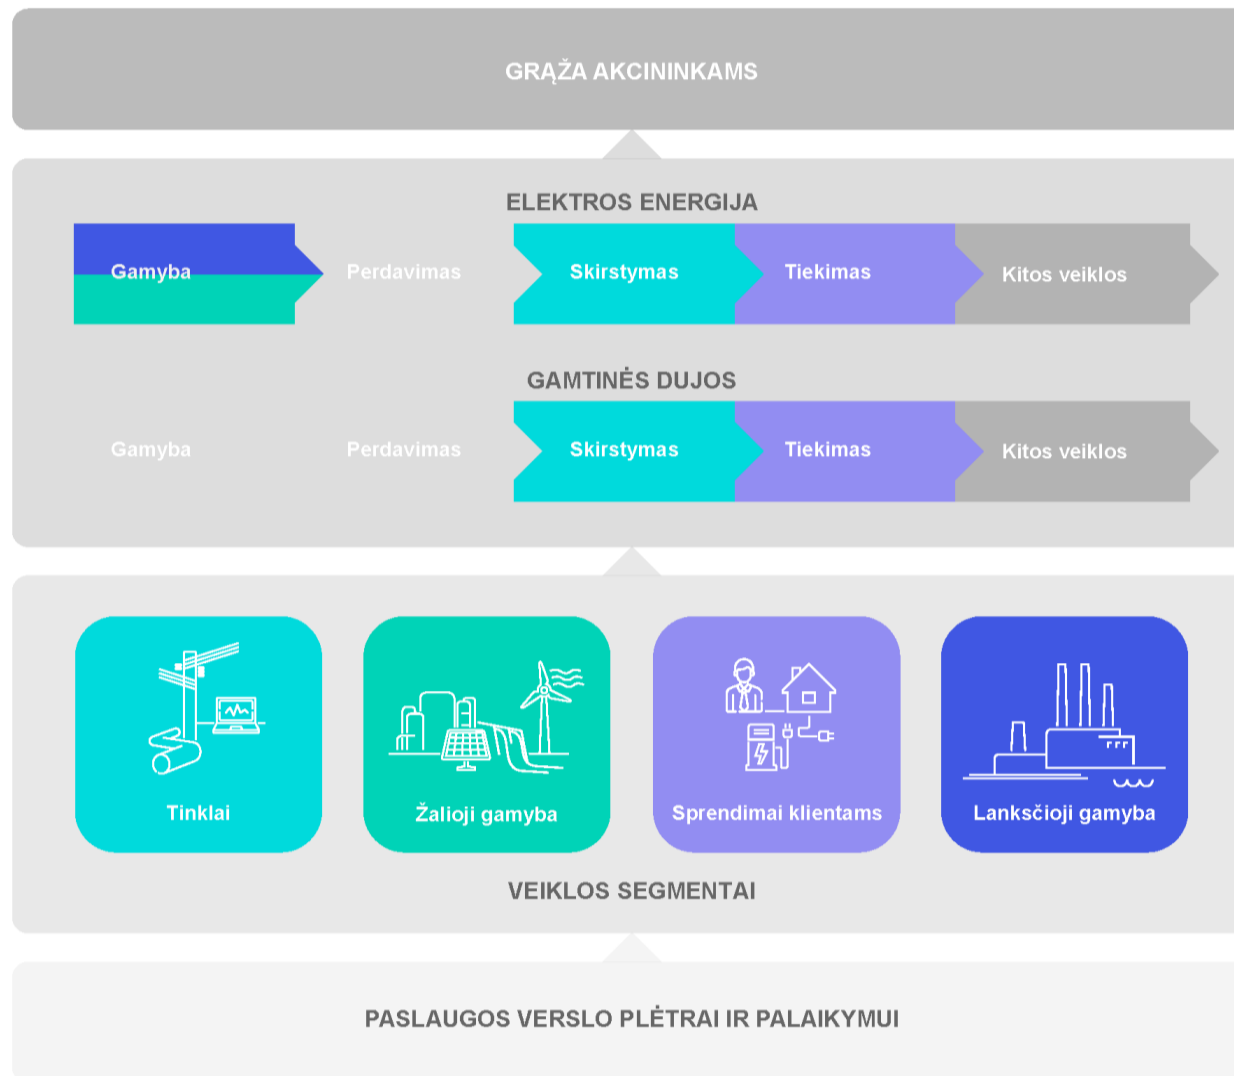 GRĄŽA AKCININKAMS
ELEKTROS ENERGIJA
Gamyba Perdavimas Skirstymas Tiekimas Kitos veiklos
GAMTINĖS DUJOS
Gamyba Perdavimas Skirstymas Tiekimas Kitos veiklos
Tinklai Žalioji gamyba Sprendimai klientams Lanksčioji gamyba
VEIKLOS SEGMENTAI
PASLAUGOS VERSLO PLĖTRAI IR PALAIKYMUI